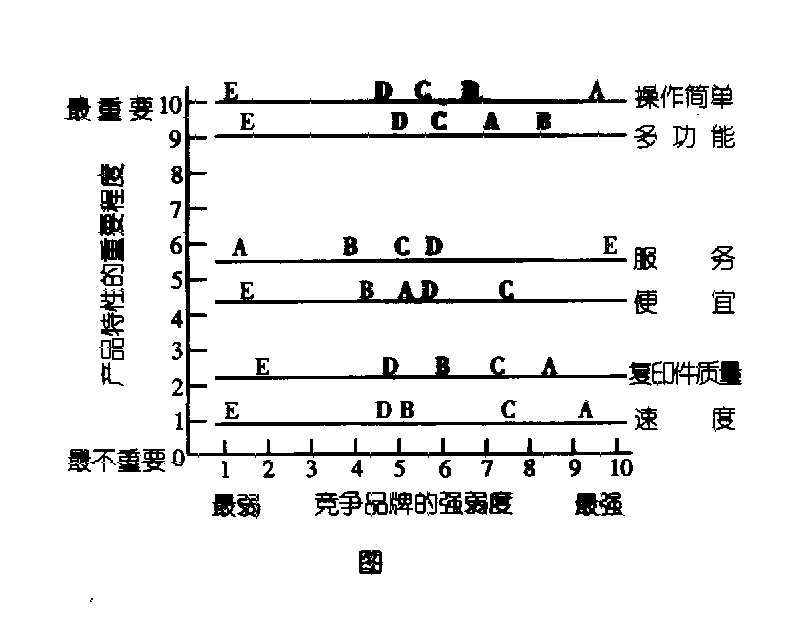 E D C B A 操作简单
最重要 10
E D C A B
9 多功能
8
7
6
A B C D E
服务
5
E B A D C
便宜
4
3
E D B C A 复印件质量
2
E D B C A
1 速度
最不重要 0
1 2 3 4 5 6 7 8 9 10
最弱 竞争品牌的强弱度 最强
产品特性的重要程度
图